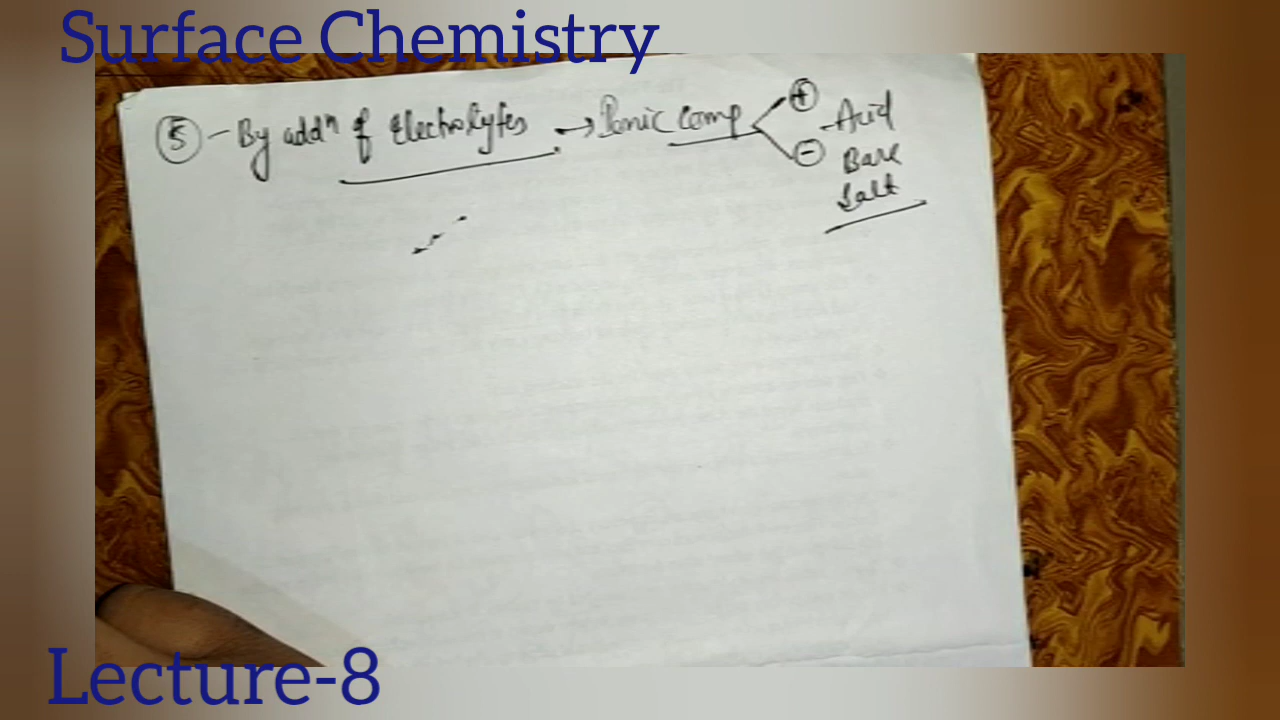 Surface Chemistry
⑤ - By addⁿ of Electrolytes → Ionic comp < ⊕ ⊖ - Acid
Base
Salt
Lecture-8